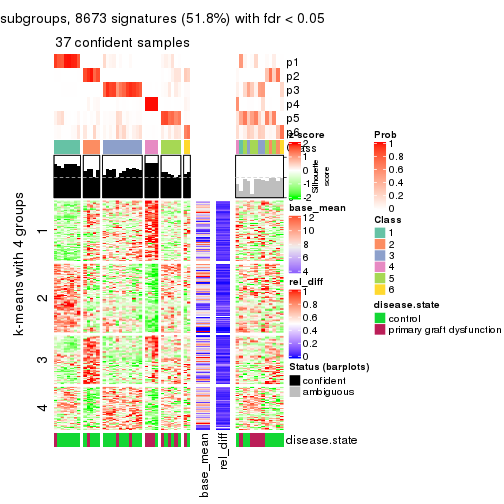 subgroups, 8673 signatures (51.8%) with fdr < 0.05
37 confident samples
p1
p2
p3
p4
p5
p6
Class
Silhouette
score
k-means with 4 groups
1
2
3
4
base_mean
rel_diff
disease.state
z-score
2
1
0
-1
-2
base_mean
12
10
8
6
4
rel_diff
1
0.8
0.6
0.4
0.2
0
Status (barplots)
confident
ambiguous
Prob
1
0.8
0.6
0.4
0.2
0
Class
1
2
3
4
5
6
disease.state
control
primary graft dysfunction